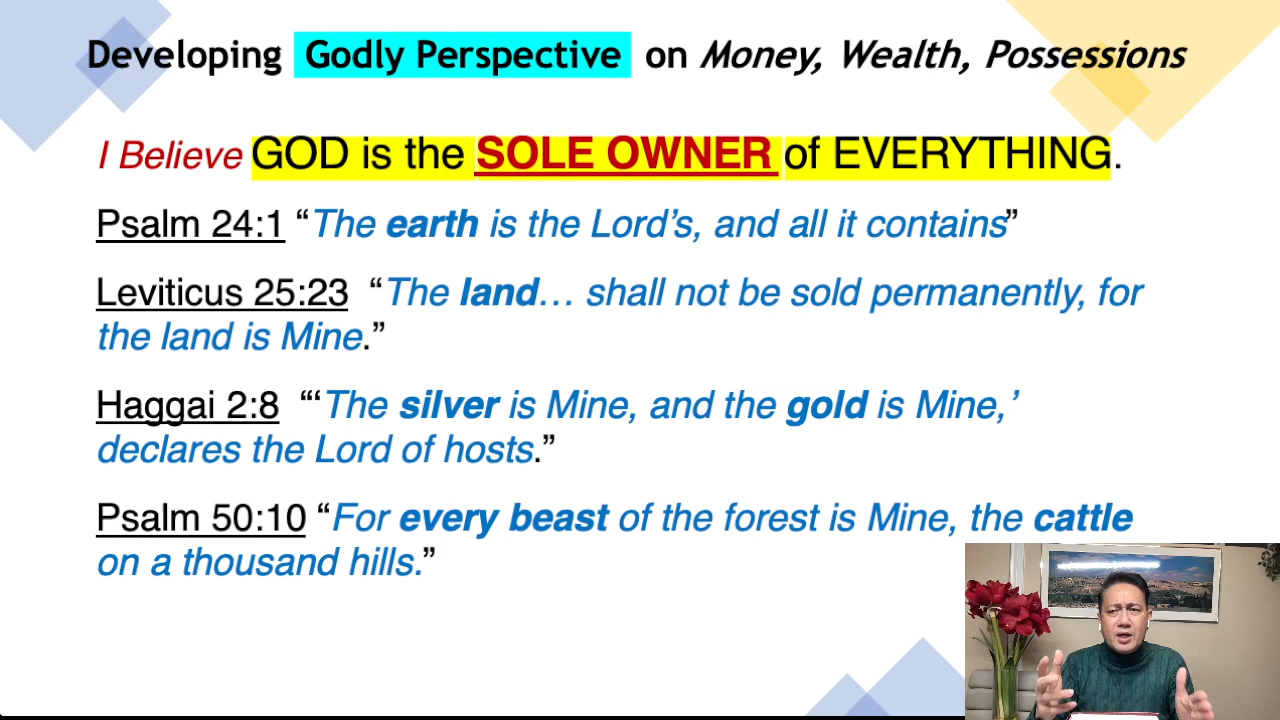 Developing Godly Perspective on Money, Wealth, Possessions
I Believe GOD is the SOLE OWNER of EVERYTHING.
Psalm 24:1 “The earth is the Lord’s, and all it contains”
Leviticus 25:23 “The land… shall not be sold permanently, for
the land is Mine.”
Haggai 2:8 “‘The silver is Mine, and the gold is Mine,’
declares the Lord of hosts.”
Psalm 50:10 “For every beast of the forest is Mine, the cattle
on a thousand hills.”